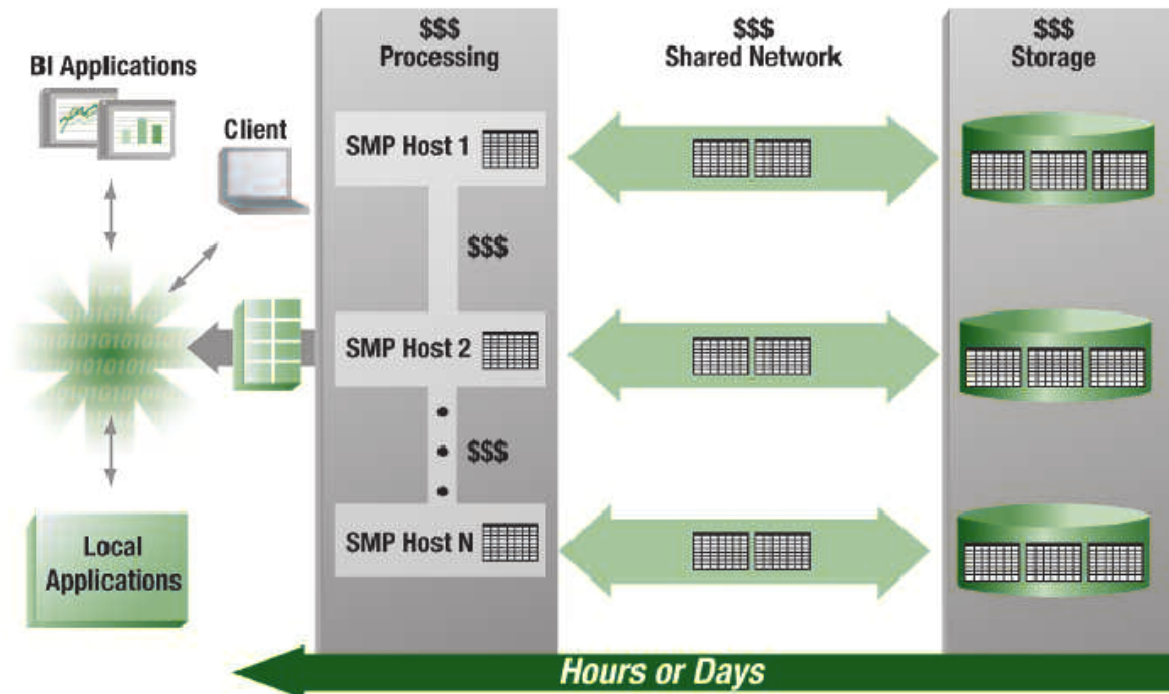 BI Applications
Client
Local
Applications
$$$
Processing
SMP Host 1
$$$
SMP Host 2
$$$
SMP Host N
$$$
Shared Network
$$$
Storage
Hours or Days